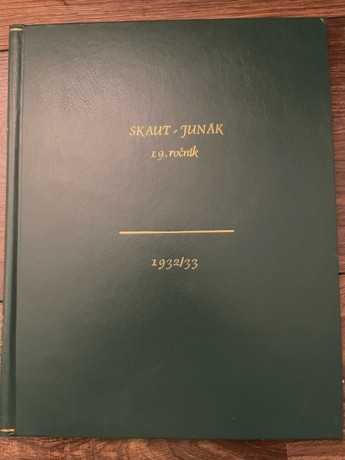 SKAUT - JUNÁK
19. ročník
1932/33